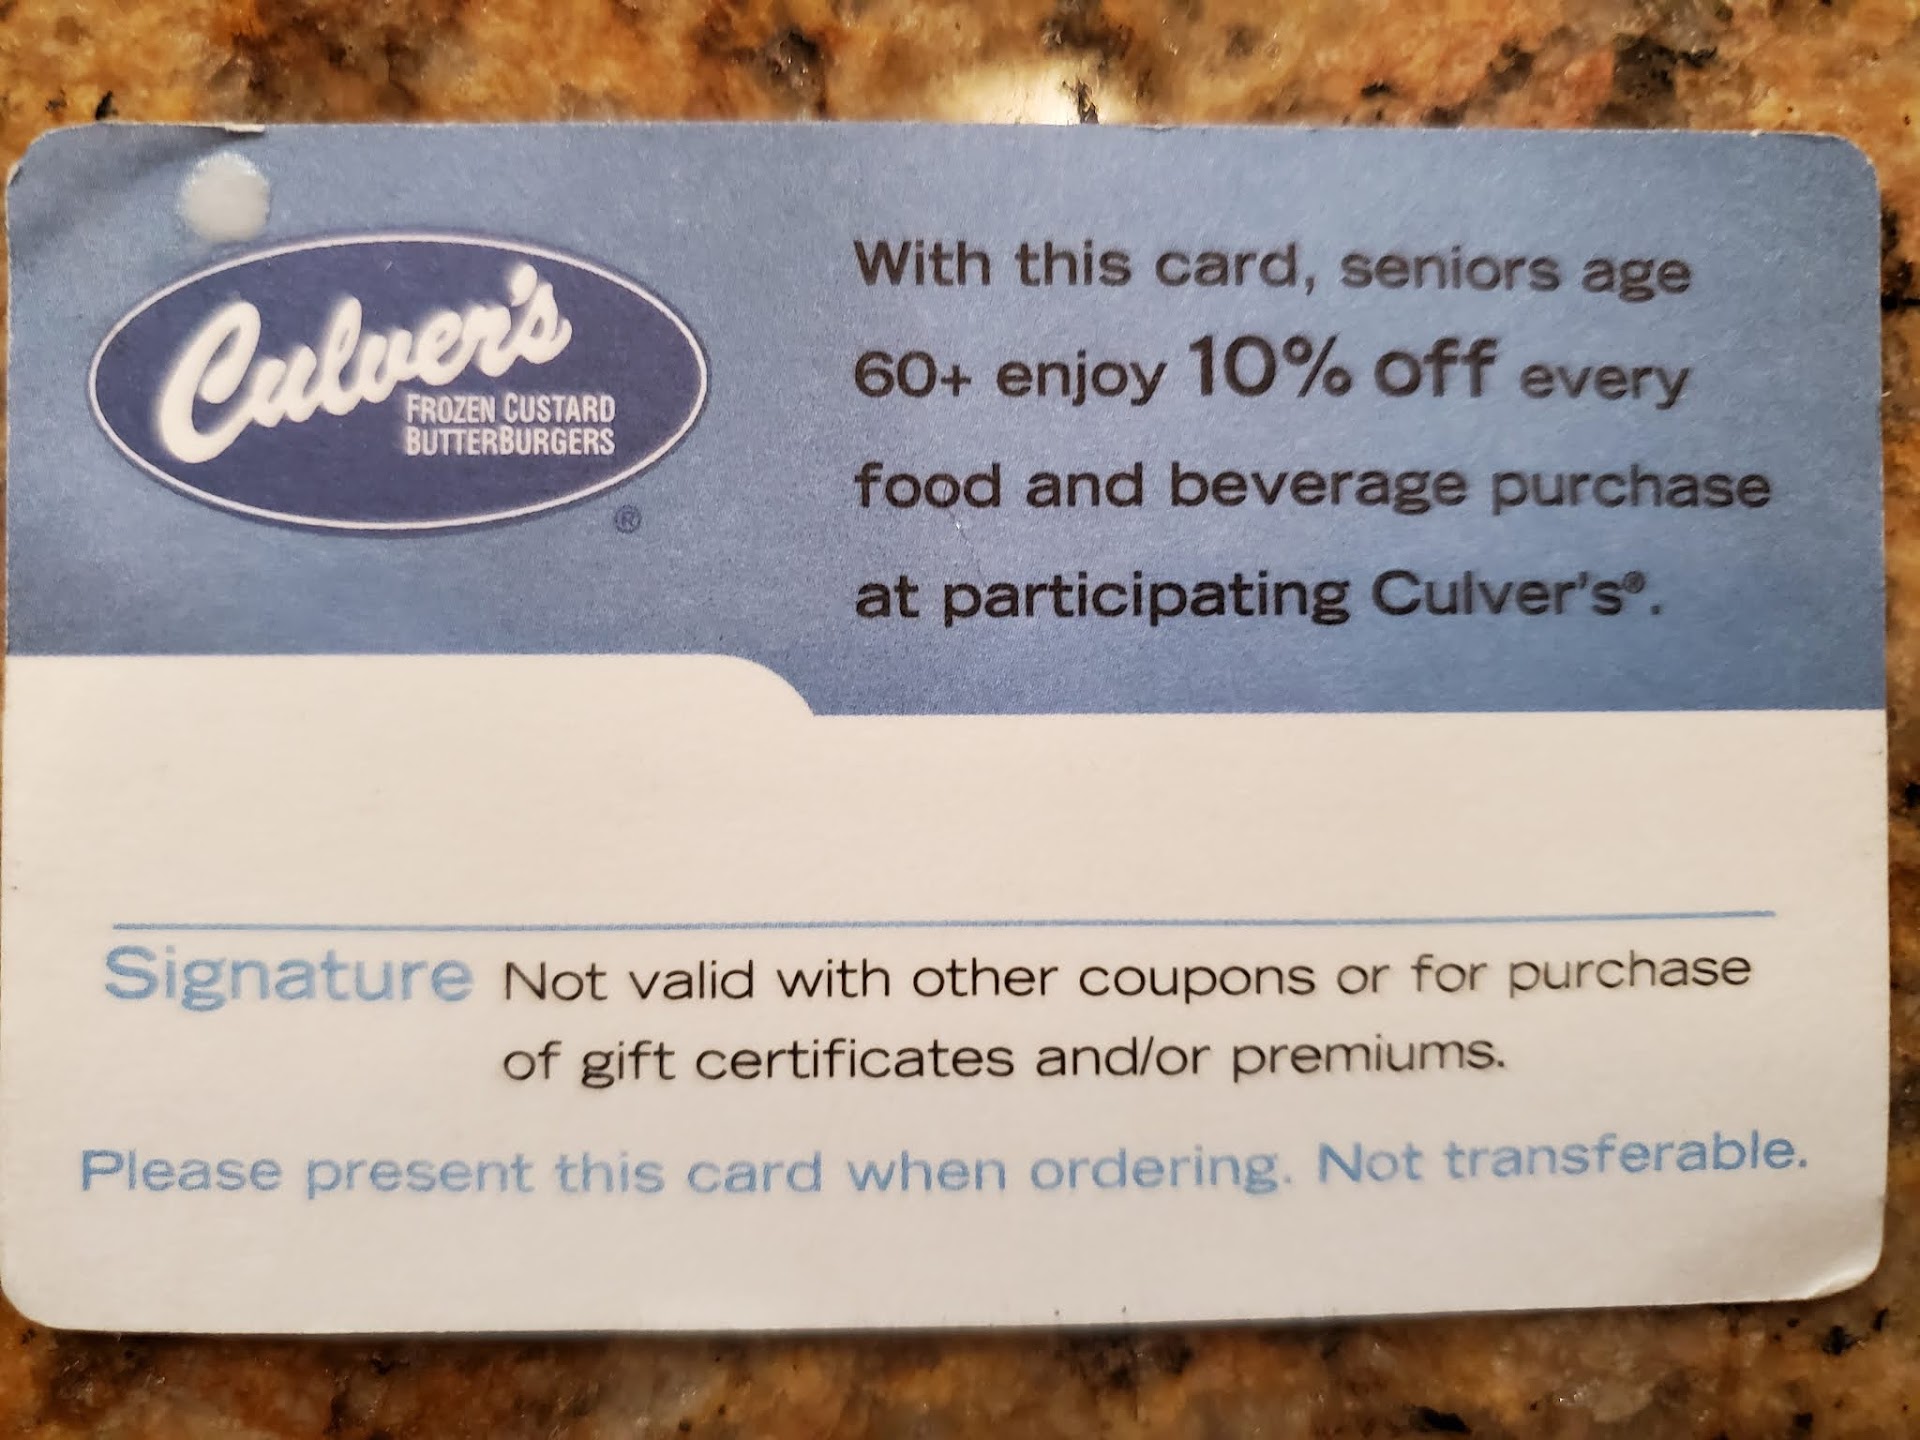 Culver's
FROZEN CUSTARD
BUTTERBURGERS
®
With this card, seniors age
60+ enjoy 10% off every
food and beverage purchase
at participating Culver's®.
Signature Not valid with other coupons or for purchase
of gift certificates and/or premiums.
Please present this card when ordering. Not transferable.